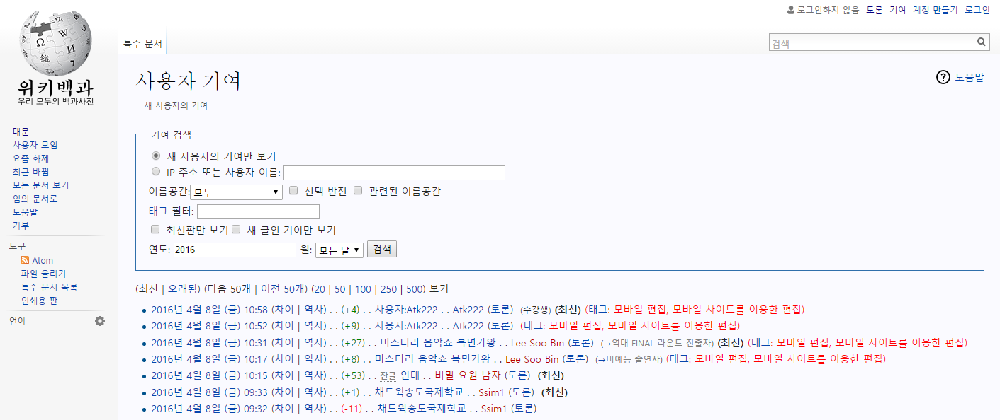 로그인하지 않음 토론 기여 계정 만들기 로그인
특수 문서
검색
위키백과
우리 모두의 백과사전
대문
사용자 모임
요즘 화제
최근 바뀜
모든 문서 보기
임의 문서로
도움말
기부
도구
Atom
파일 올리기
특수 문서 목록
인쇄용 판
언어
사용자 기여
도움말
새 사용자의 기여
기여 검색
새 사용자의 기여만 보기
IP 주소 또는 사용자 이름:
이름공간: 모두 선택 반전 관련된 이름공간
태그 필터:
최신판만 보기 새 글인 기여만 보기
연도: 2016 월: 모든 달 검색
(최신 | 오래됨) (다음 50개 | 이전 50개) (20 | 50 | 100 | 250 | 500) 보기
2016년 4월 8일 (금) 10:58 (차이 | 역사) . . (+4) . . 사용자:Atk222 . . Atk222 (토론) (수강생) (최신) (태그: 모바일 편집, 모바일 사이트를 이용한 편집)
2016년 4월 8일 (금) 10:52 (차이 | 역사) . . (+9) . . 사용자:Atk222 . . Atk222 (토론) (태그: 모바일 편집, 모바일 사이트를 이용한 편집)
2016년 4월 8일 (금) 10:31 (차이 | 역사) . . (+27) . . 미스터리 음악쇼 복면가왕 . . Lee Soo Bin (토론) (→역대 FINAL 라운드 진출자) (최신) (태그: 모바일 편집, 모바일 사이트를 이용한 편집)
2016년 4월 8일 (금) 10:17 (차이 | 역사) . . (+8) . . 미스터리 음악쇼 복면가왕 . . Lee Soo Bin (토론) (→비예능 출연자) (태그: 모바일 편집, 모바일 사이트를 이용한 편집)
2016년 4월 8일 (금) 10:15 (차이 | 역사) . . (+53) . . 잔글 인대 . . 비밀 요원 남자 (토론) (최신)
2016년 4월 8일 (금) 09:33 (차이 | 역사) . . (+1) . . 채드윅송도국제학교 . . Ssim1 (토론) (최신)
2016년 4월 8일 (금) 09:32 (차이 | 역사) . . (-11) . . 채드윅송도국제학교 . . Ssim1 (토론)